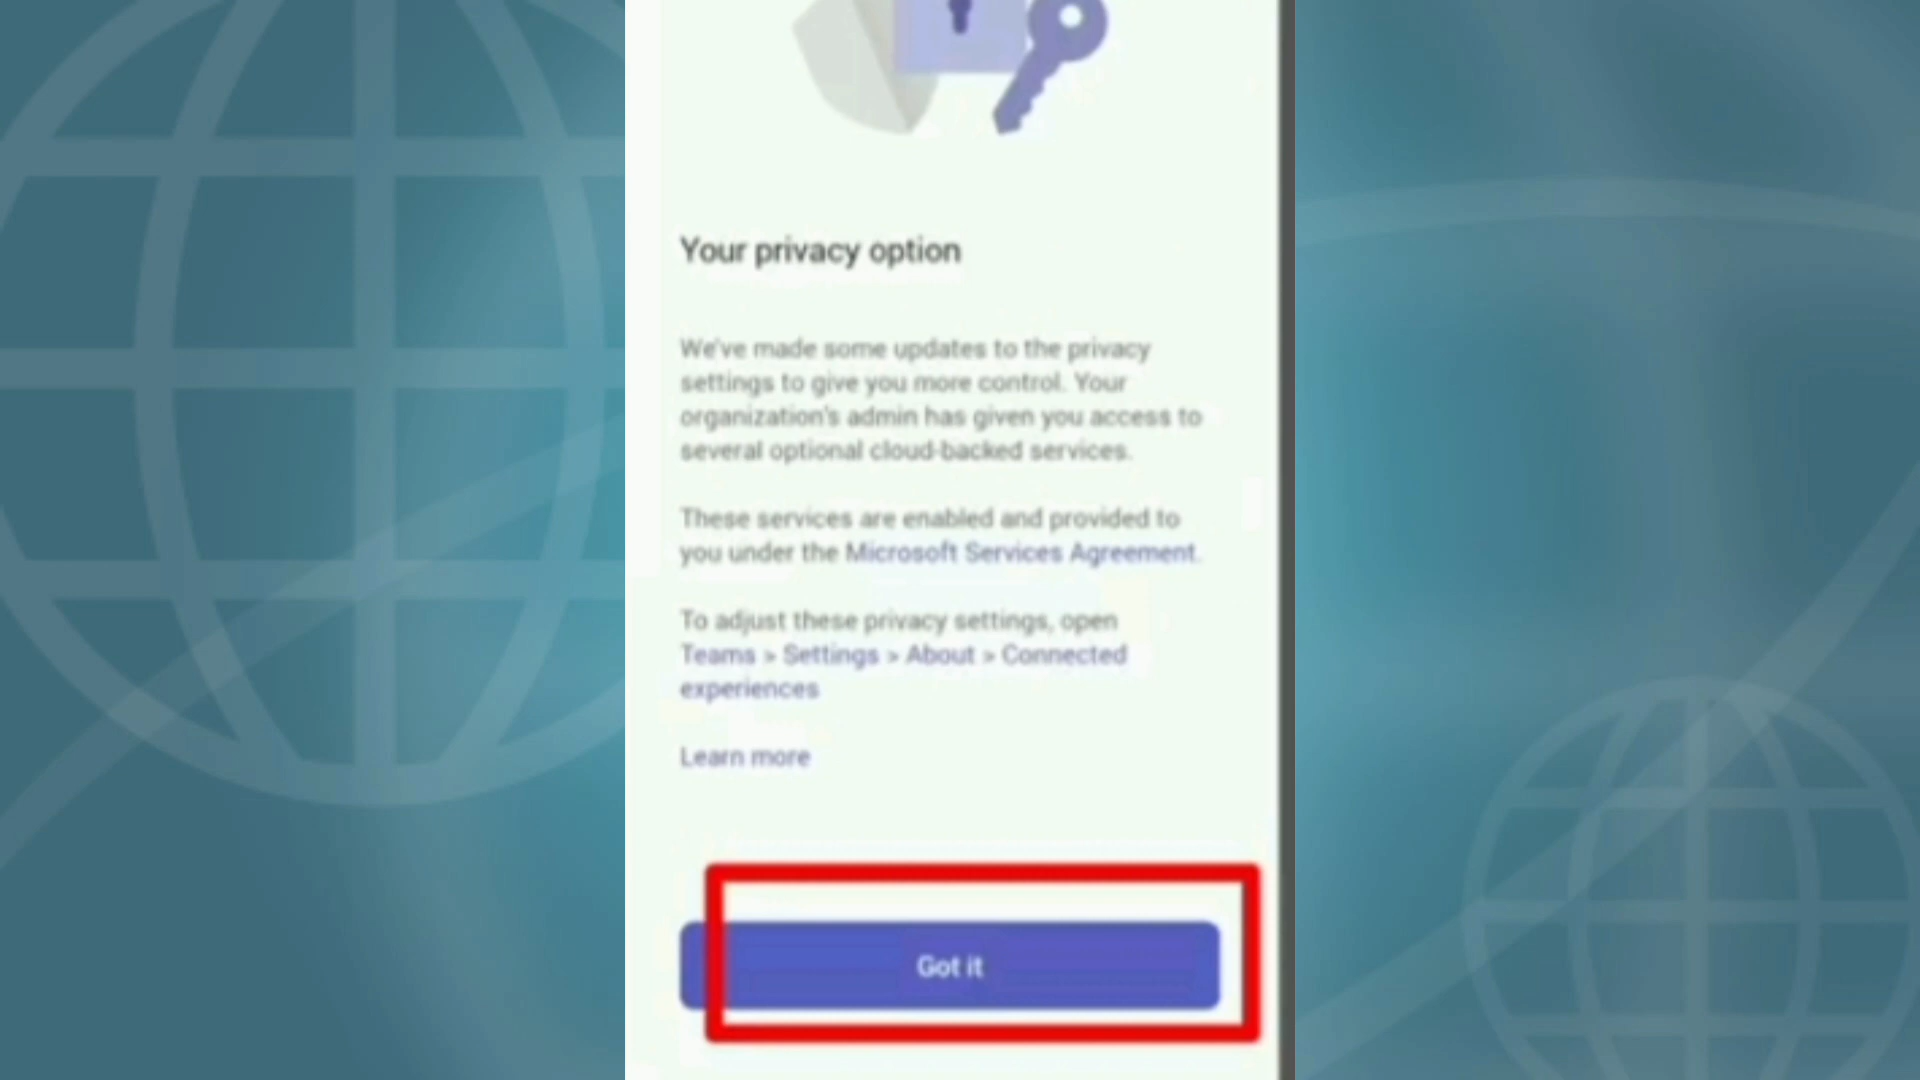 Your privacy option
We've made some updates to the privacy
settings to give you more control. Your
organization's admin has given you access to
several optional cloud-backed services.
These services are enabled and provided to
you under the Microsoft Services Agreement.
To adjust these privacy settings, open
Teams > Settings > About > Connected
experiences
Learn more
Got it